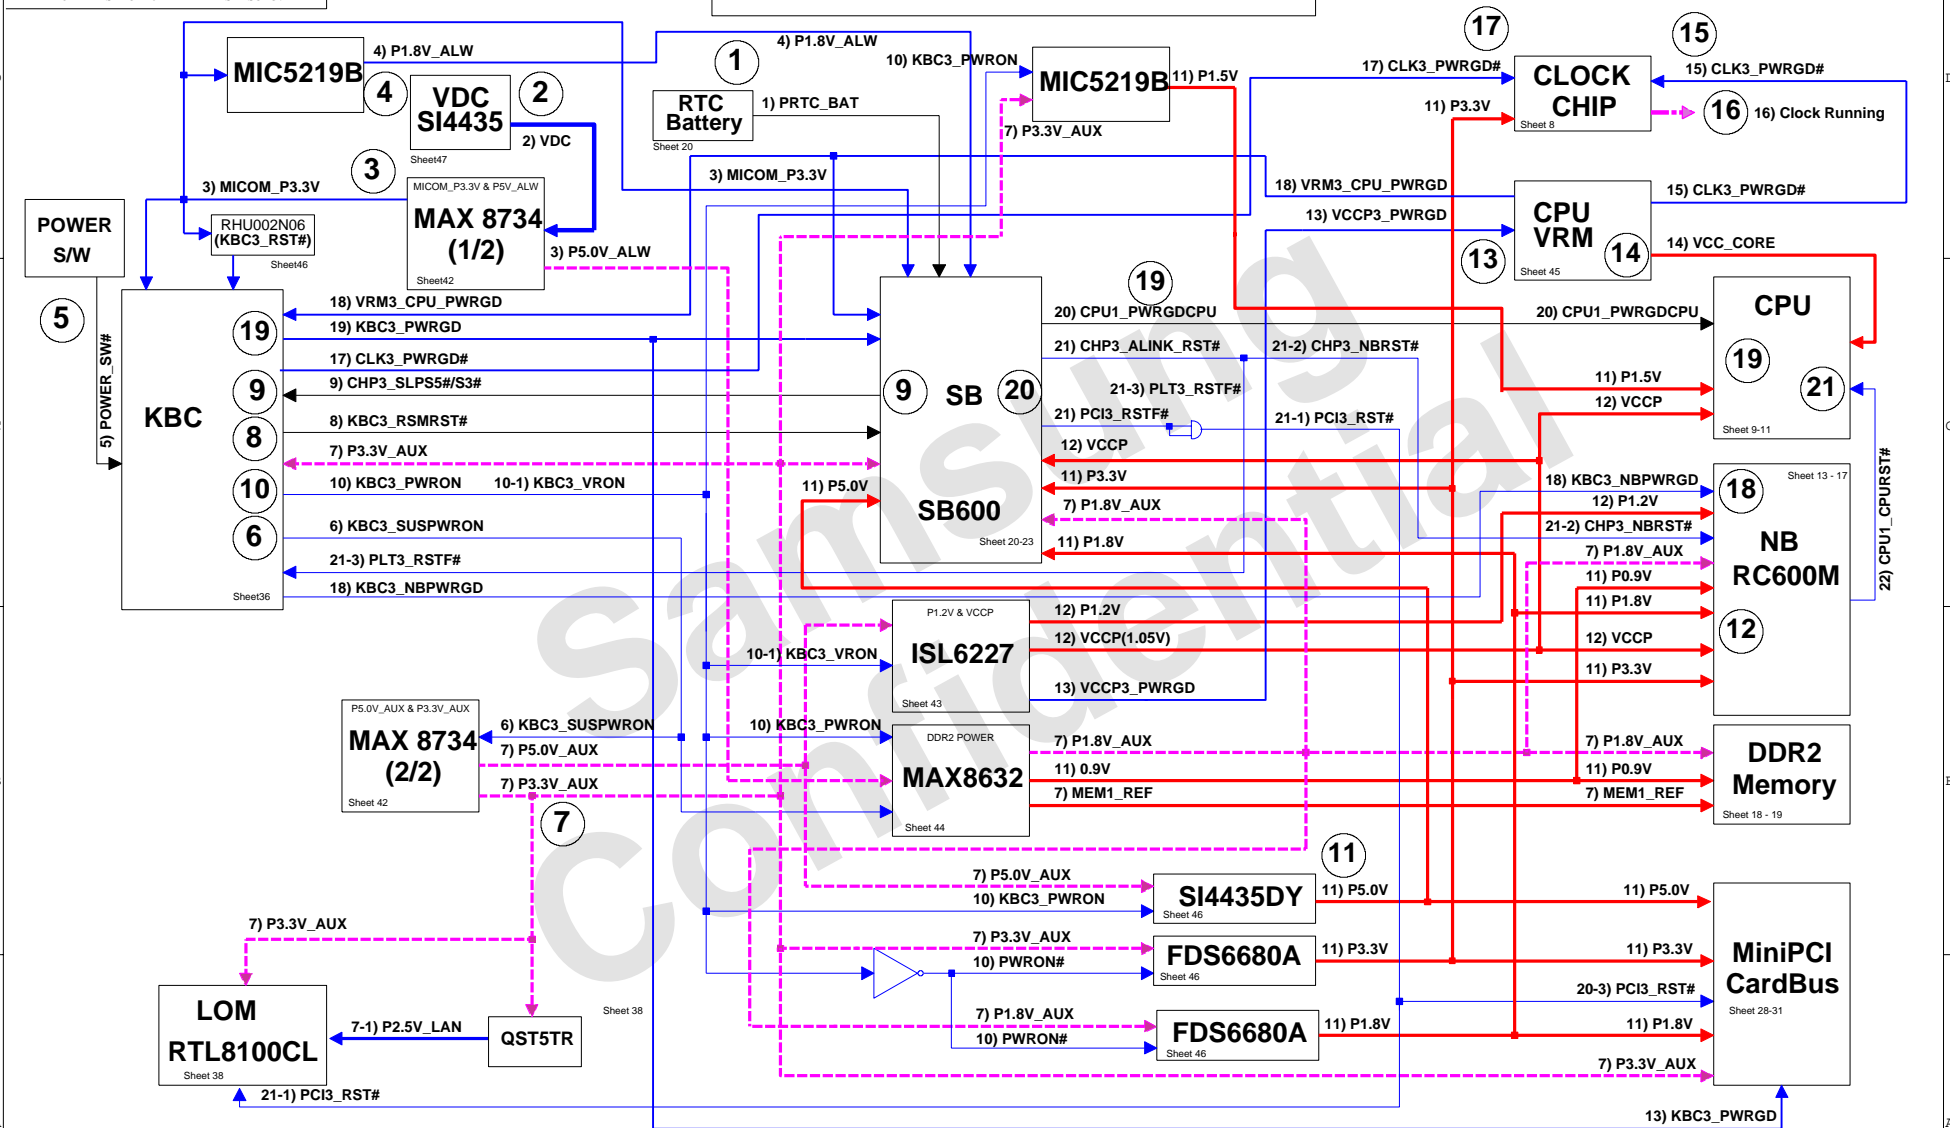 17
15
4) P1.8V_ALW
4) P1.8V_ALW
1
10) KBC3_PWRON
MIC5219B
4
VDC
SI4435
2
Sheet47
2) VDC
RTC
Battery
Sheet 20
1) PRTC_BAT
MIC5219B
11) P1.5V
7) P3.3V_AUX
17) CLK3_PWRGD#
11) P3.3V
CLOCK
CHIP
Sheet 8
15) CLK3_PWRGD#
16
16) Clock Running
3
3) MICOM_P3.3V
MICOM_P3.3V & P5V_ALW
MAX 8734
(1/2)
Sheet42
3) MICOM_P3.3V
3) P5.0V_ALW
18) VRM3_CPU_PWRGD
13) VCCP3_PWRGD
CPU
VRM
14
Sheet 45
13
15) CLK3_PWRGD#
14) VCC_CORE
POWER
S/W
RHU002N06
(KBC3_RST#)
Sheet46
5
5) POWER_SW#
KBC
Sheet36
19
9
8
10
6
18) VRM3_CPU_PWRGD
19) KBC3_PWRGD
17) CLK3_PWRGD#
9) CHP3_SLPS5#/S3#
8) KBC3_RSMRST#
7) P3.3V_AUX
10) KBC3_PWRON
10-1) KBC3_VRON
6) KBC3_SUSPWRON
21-3) PLT3_RSTF#
18) KBC3_NBPWRGD
11) P5.0V
9
SB
20
SB600
Sheet 20-23
19
20) CPU1_PWRGDCPU
20) CPU1_PWRGDCPU
21) CHP3_ALINK_RST#
21-2) CHP3_NBRST#
21-3) PLT3_RSTF#
21) PCI3_RSTF#
21-1) PCI3_RST#
12) VCCP
11) P3.3V
7) P1.8V_AUX
11) P1.8V
CPU
19
21
Sheet 9-11
11) P1.5V
12) VCCP
22) CPU1_CPURST#
18) KBC3_NBPWRGD
12) P1.2V
21-2) CHP3_NBRST#
7) P1.8V_AUX
11) P0.9V
11) P1.8V
12) VCCP
11) P3.3V
Sheet 13 - 17
18
NB
RC600M
12
P1.2V & VCCP
ISL6227
Sheet 43
10-1) KBC3_VRON
12) P1.2V
12) VCCP(1.05V)
13) VCCP3_PWRGD
P5.0V_AUX & P3.3V_AUX
MAX 8734
(2/2)
Sheet 42
6) KBC3_SUSPWRON
7) P5.0V_AUX
7) P3.3V_AUX
7
10) KBC3_PWRON
DDR2 POWER
MAX8632
Sheet 44
7) P1.8V_AUX
11) 0.9V
7) MEM1_REF
7) P1.8V_AUX
11) P0.9V
7) MEM1_REF
DDR2
Memory
Sheet 18 - 19
11
7) P5.0V_AUX
10) KBC3_PWRON
SI4435DY
Sheet 46
11) P5.0V
11) P5.0V
7) P3.3V_AUX
10) PWRON#
FDS6680A
Sheet 46
11) P3.3V
11) P3.3V
7) P1.8V_AUX
10) PWRON#
FDS6680A
Sheet 46
11) P1.8V
20-3) PCI3_RST#
11) P1.8V
7) P3.3V_AUX
MiniPCI
CardBus
Sheet 28-31
13) KBC3_PWRGD
7) P3.3V_AUX
LOM
RTL8100CL
Sheet 38
7-1) P2.5V_LAN
QST5TR
Sheet 38
21-1) PCI3_RST#
Samsung
Confidential